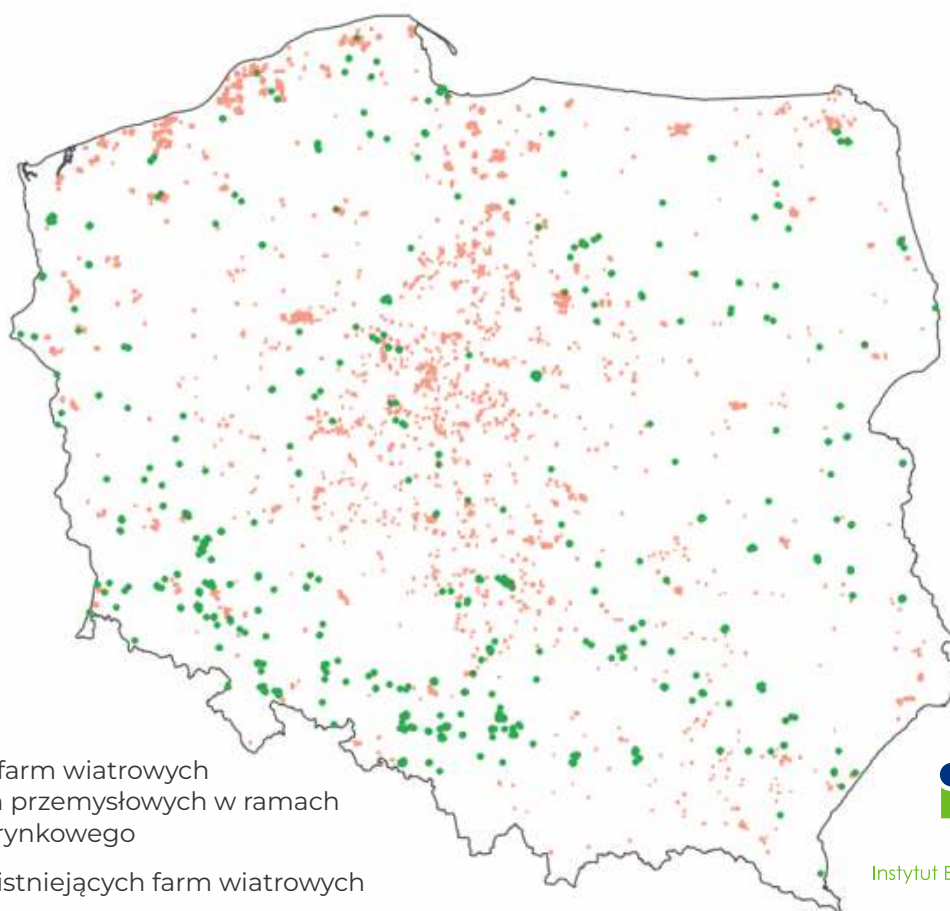 farm wiatrowych
przemysłowych w ramach
rynkowego
istniejących farm wiatrowych
Instytut